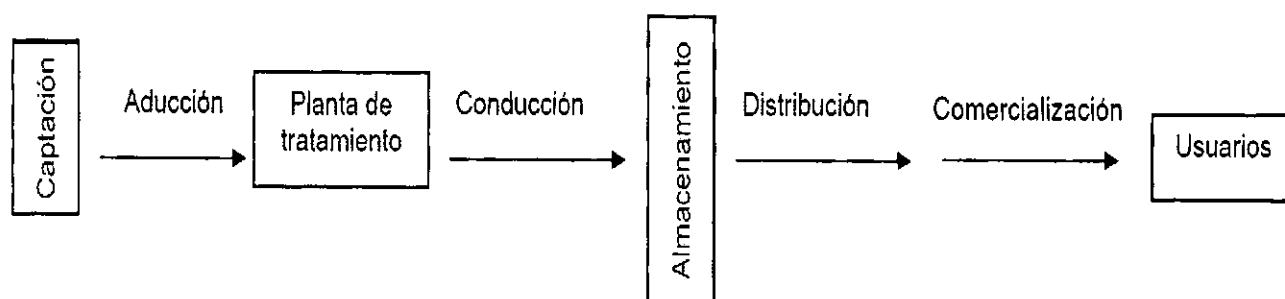 Captación
Aducción
Planta de
tratamiento
Conducción
Almacenamiento
Distribución
Comercialización
Usuarios